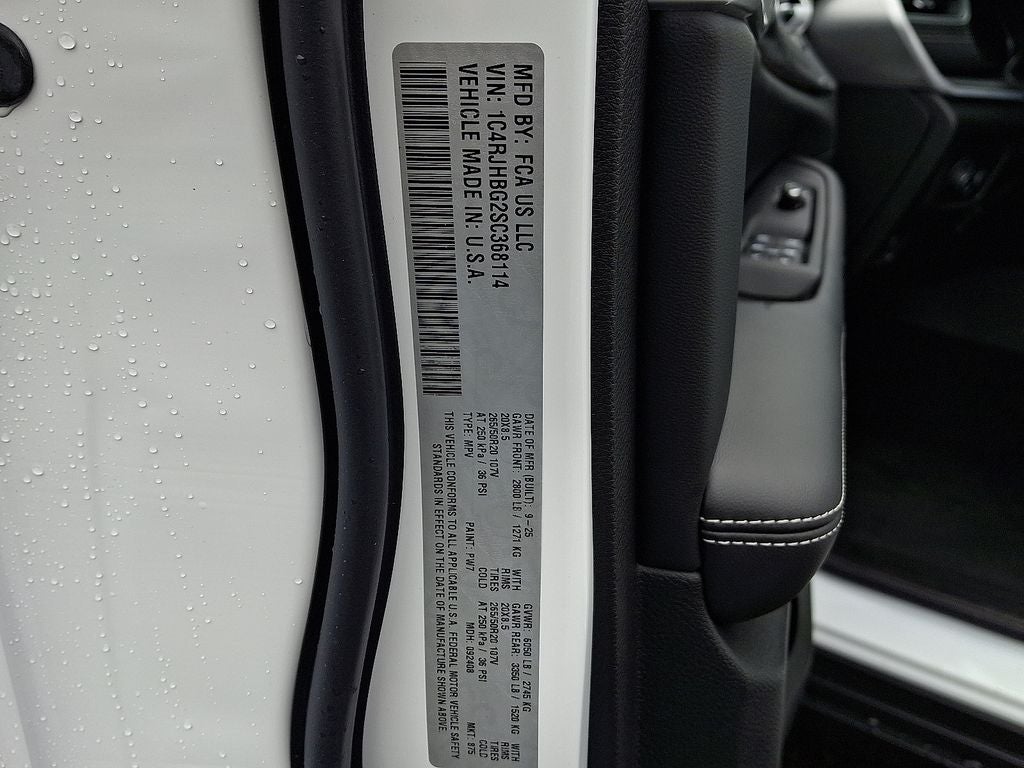 MFD BY: FCA US LLC
VIN: 1C4RJHBG2SC368114
VEHICLE MADE IN: U.S.A.
DATE OF MFR (BUILT): 9-25 GVWR: 6050 LB / 2745 KG
GAWR FRONT: 2800 LB / 1271 KG WITH GAWR REAR: 3350 LB / 1520 KG WITH
20X8.5 RIMS 20X8.5 RIMS
265/50R20 107V TIRES 265/50R20 107V TIRES
AT 250 kPa / 36 PSI COLD AT 250 kPa / 36 PSI COLD
TYPE: MPV PAINT: PW7 MDH: 092408 MKT: 975
THIS VEHICLE CONFORMS TO ALL APPLICABLE U.S.A. FEDERAL MOTOR VEHICLE SAFETY
STANDARDS IN EFFECT ON THE DATE OF MANUFACTURE SHOWN ABOVE.